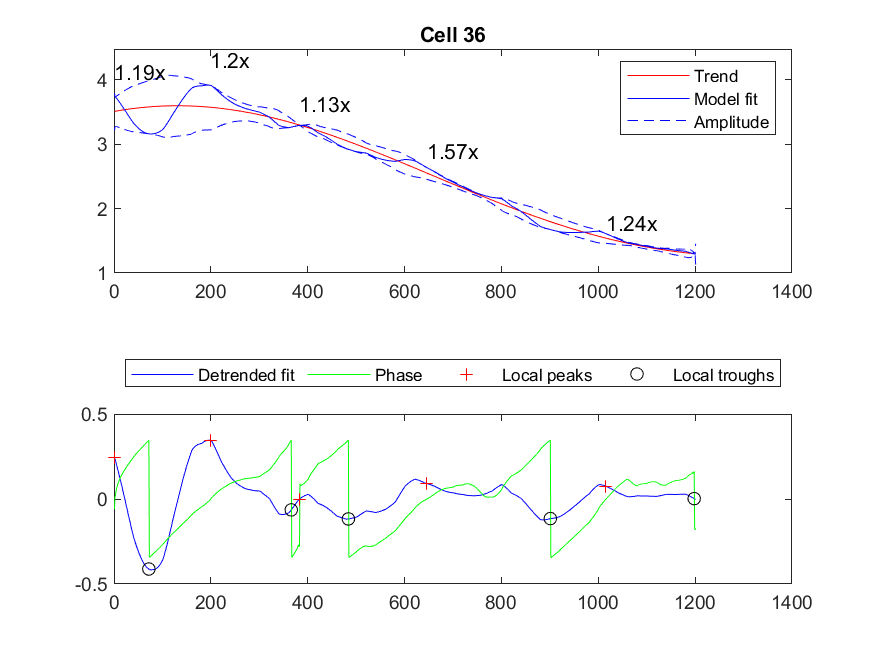 Cell 36
4
3
2
1
1.19x
1.2x
1.13x
1.57x
1.24x
Trend
Model fit
Amplitude
0 200 400 600 800 1000 1200 1400
Detrended fit Phase Local peaks Local troughs
0.5
0
-0.5
0 200 400 600 800 1000 1200 1400